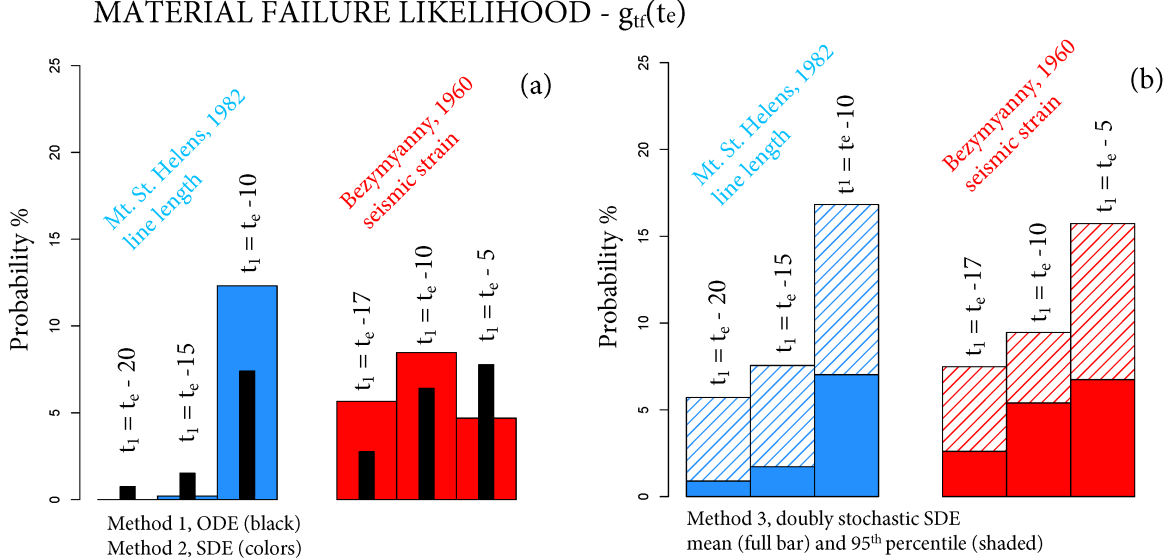 MATERIAL FAILURE LIKELIHOOD - gtf(te)
(a)
Probability %
0
5
10
15
20
25
Mt. St. Helens, 1982
line length
Bezymyanny, 1960
seismic strain
t1 = te - 20
t1 = te -15
t1 = te -10
t1 = te -17
t1 = te -10
t1 = te - 5
Method 1, ODE (black)
Method 2, SDE (colors)
(b)
Probability %
0
5
10
15
20
25
Mt. St. Helens, 1982
line length
Bezymyanny, 1960
seismic strain
t1 = te - 20
t1 = te -15
t1 = te -10
t1 = te -17
t1 = te -10
t1 = te - 5
Method 3, doubly stochastic SDE
mean (full bar) and 95th percentile (shaded)